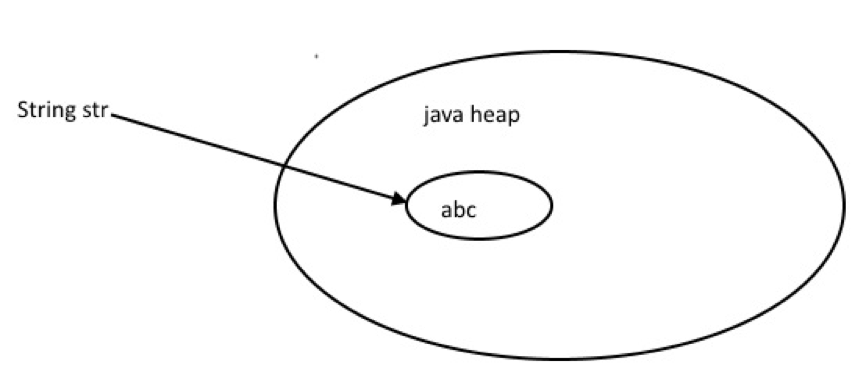 String str
java heap
abc